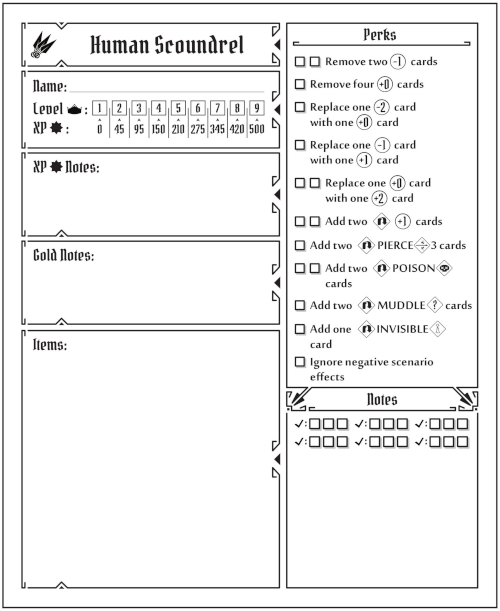 Human Scoundrel
Name:
Level : 1 2 3 4 5 6 7 8 9
XP : 0 45 95 150 210 275 345 420 500
XP Notes:
Gold Notes:
Items:
Perks
Remove two -1 cards
Remove four +0 cards
Replace one -2 card
with one +0 card
Replace one -1 card
with one +1 card
Replace one +0 card
with one +2 card
Add two +1 cards
Add two PIERCE 3 cards
Add two POISON
cards
Add two MUDDLE ? cards
Add one INVISIBLE
card
Ignore negative scenario
effects
Notes
✓: ✓: ✓:
✓: ✓: ✓: